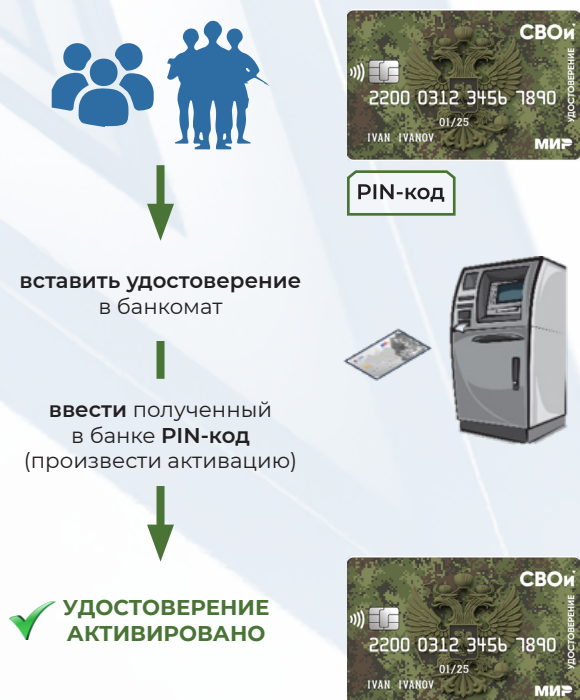 СВОи
УДОСТОВЕРЕНИЕ
2200 0312 3456 7890
01/25
IVAN IVANOV
МИР
PIN-код
вставить удостоверение
в банкомат
ввести полученный
в банке PIN-код
(произвести активацию)
УДОСТОВЕРЕНИЕ
АКТИВИРОВАНО
СВОи
УДОСТОВЕРЕНИЕ
2200 0312 3456 7890
01/25
IVAN IVANOV
МИР